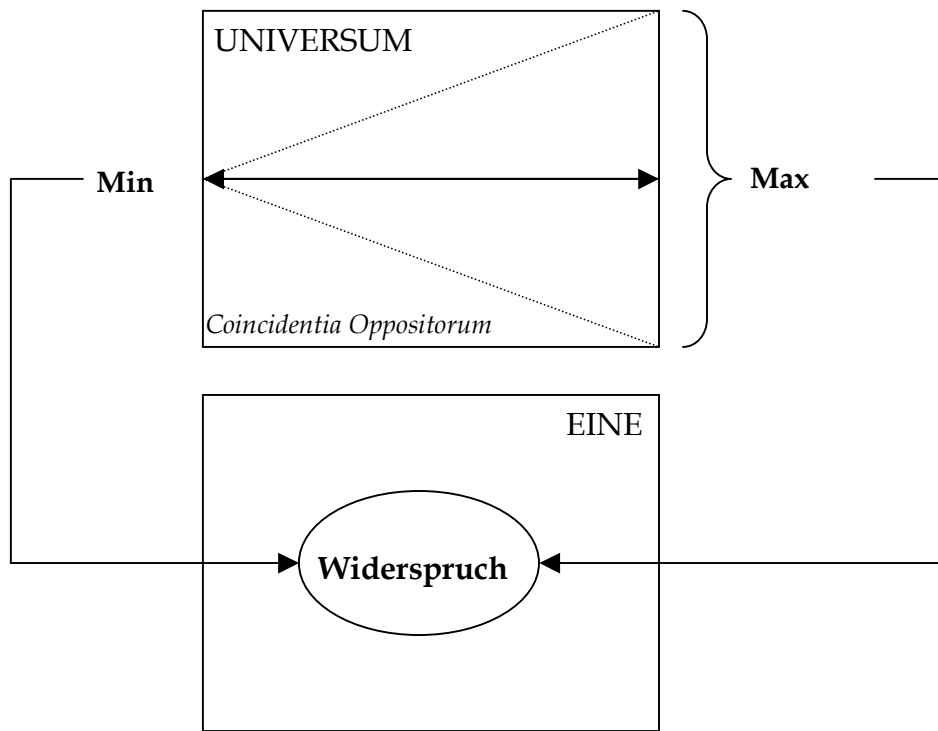 UNIVERSUM
Min
Max
Coincidentia Oppositorum
EINE
Widerspruch